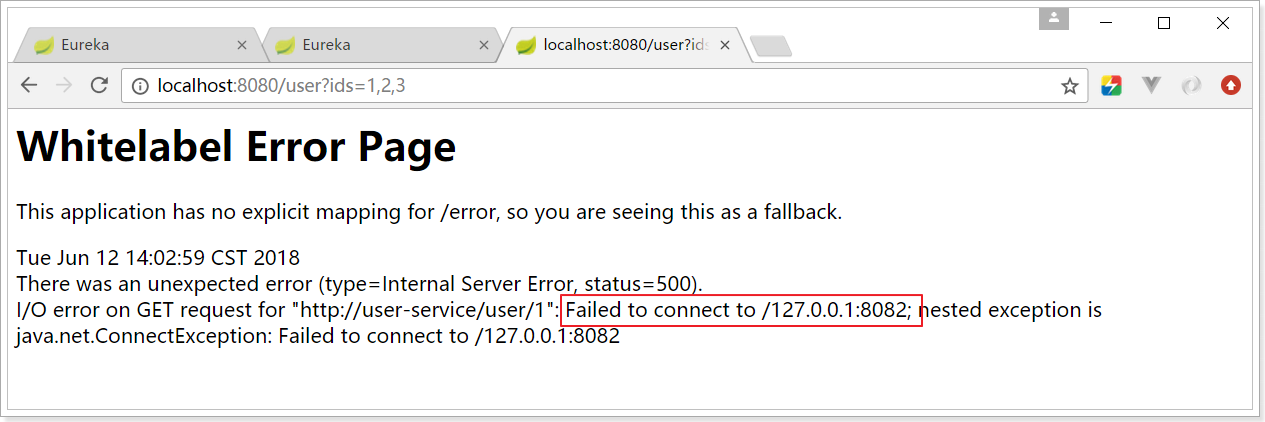 Eureka
Eureka
localhost:8080/user?ids
localhost:8080/user?ids=1,2,3
Whitelabel Error Page
This application has no explicit mapping for /error, so you are seeing this as a fallback.
Tue Jun 12 14:02:59 CST 2018
There was an unexpected error (type=Internal Server Error, status=500).
I/O error on GET request for "http://user-service/user/1": Failed to connect to /127.0.0.1:8082; nested exception is
java.net.ConnectException: Failed to connect to /127.0.0.1:8082